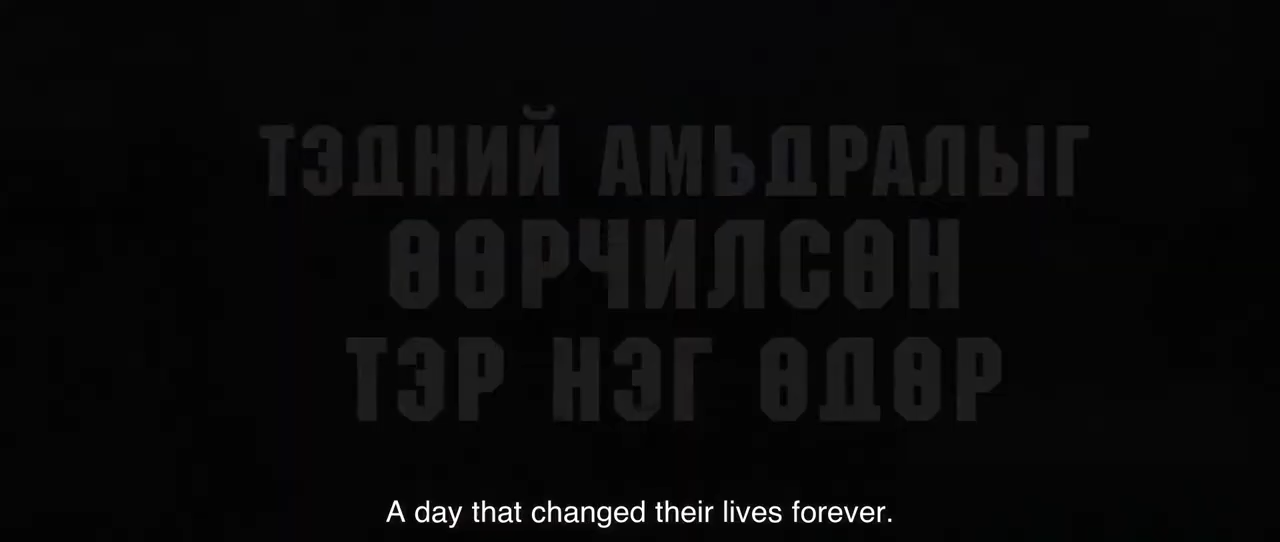 ТЭДНИЙ АМЬДРАЛЫГ
ӨӨРЧИЛСӨН
ТЭР НЭГ ӨДӨР
A day that changed their lives forever.